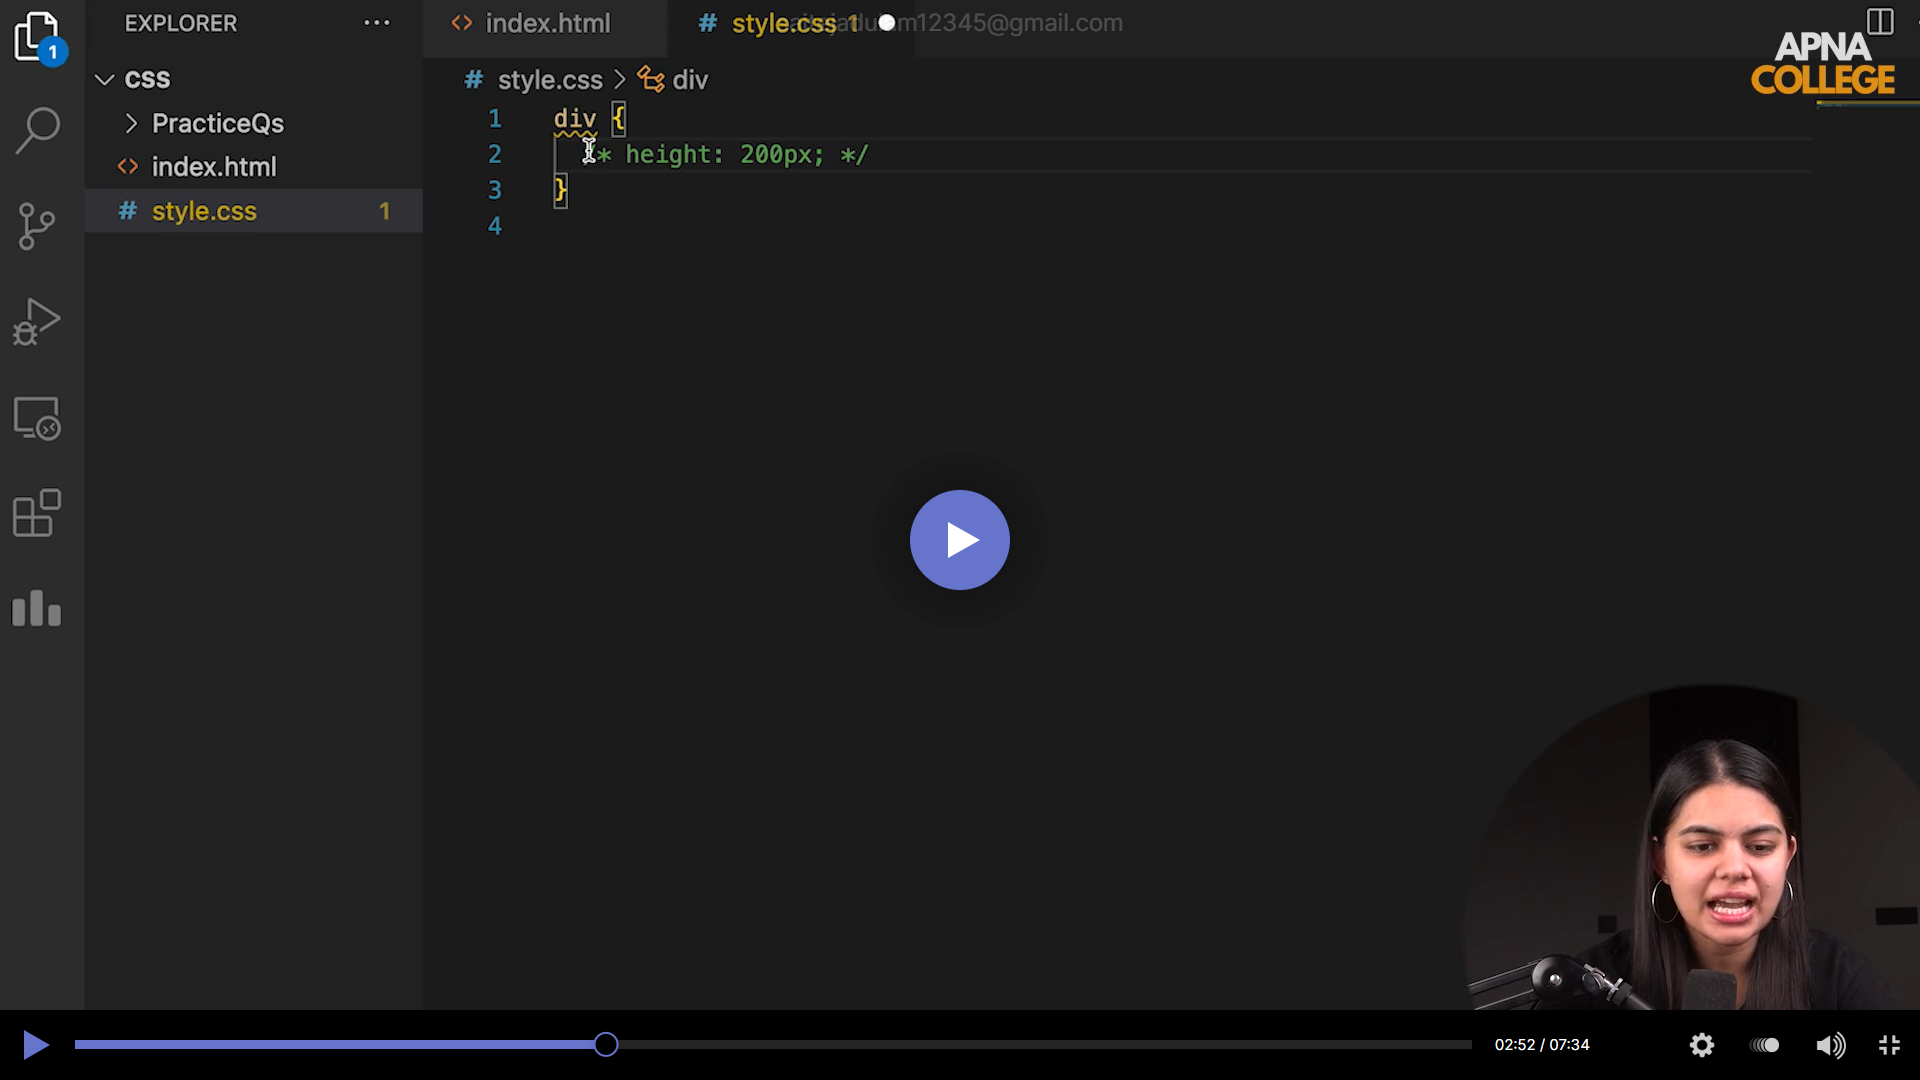 EXPLORER ...
index.html
style.css 1
m12345@gmail.com
APNA
COLLEGE
1
CSS
PracticeQs
index.html
style.css 1
style.css > div
1 div {
2 /* height: 200px; */
3 }
4
02:52 / 07:34